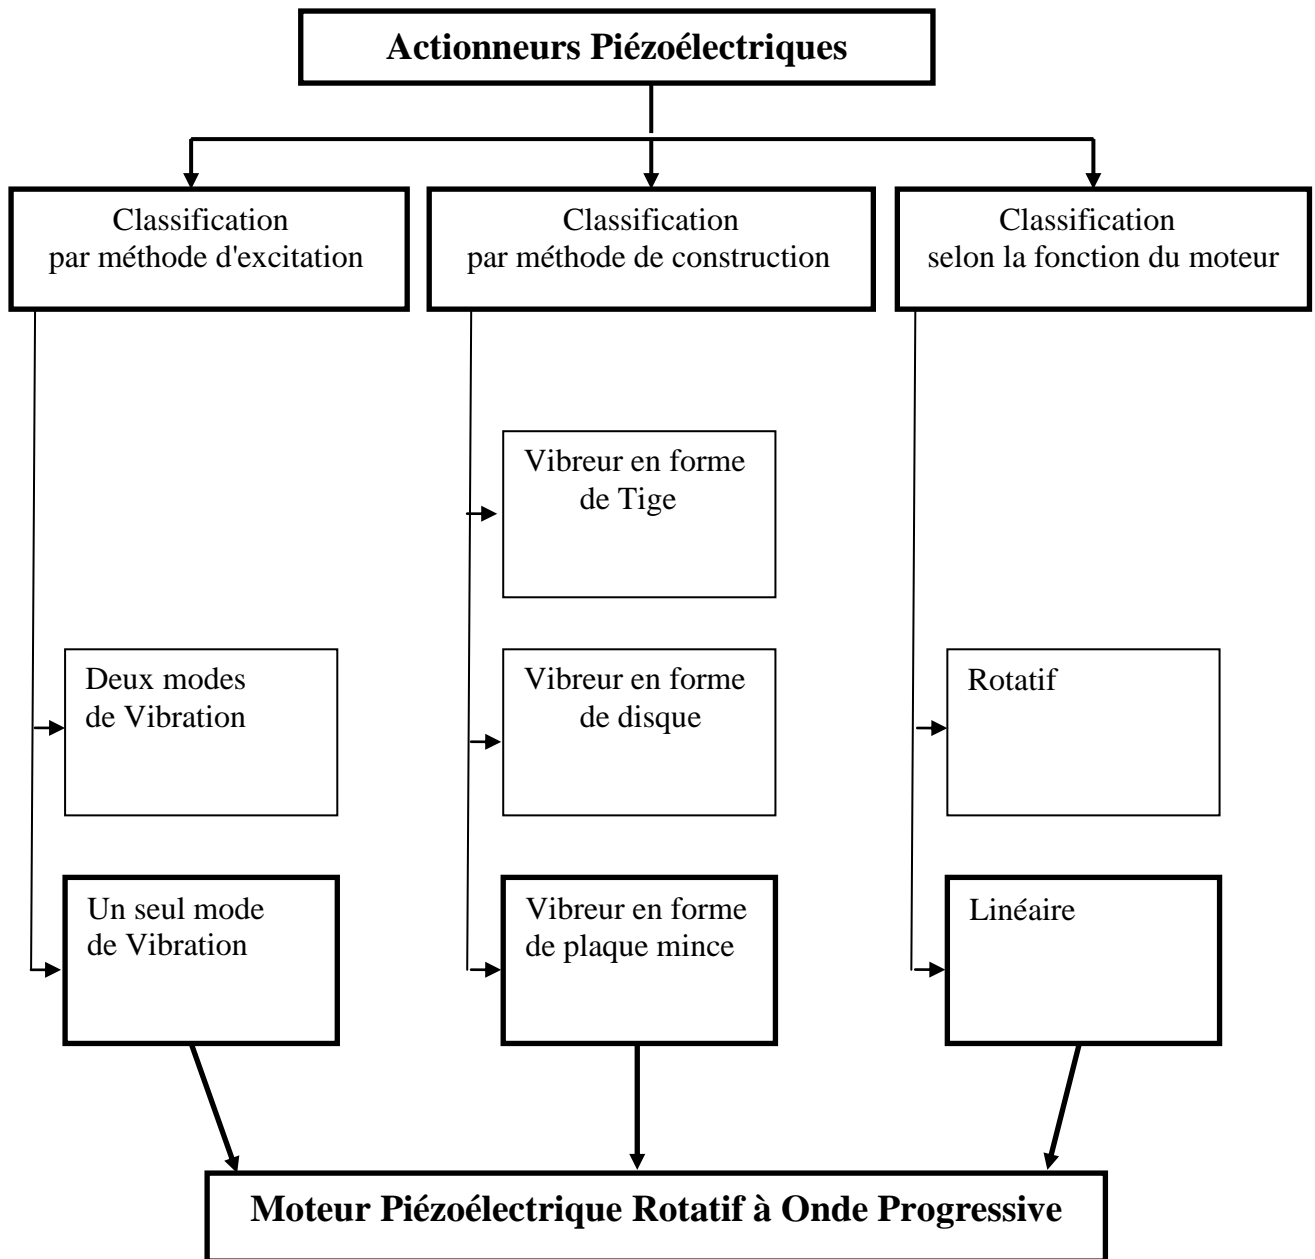 Actionneurs Piézoélectriques
Classification
par méthode d'excitation
Classification
par méthode de construction
Classification
selon la fonction du moteur
Vibreur en forme
de Tige
Deux modes
de Vibration
Vibreur en forme
de disque
Rotatif
Un seul mode
de Vibration
Vibreur en forme
de plaque mince
Linéaire
Moteur Piézoélectrique Rotatif à Onde Progressive